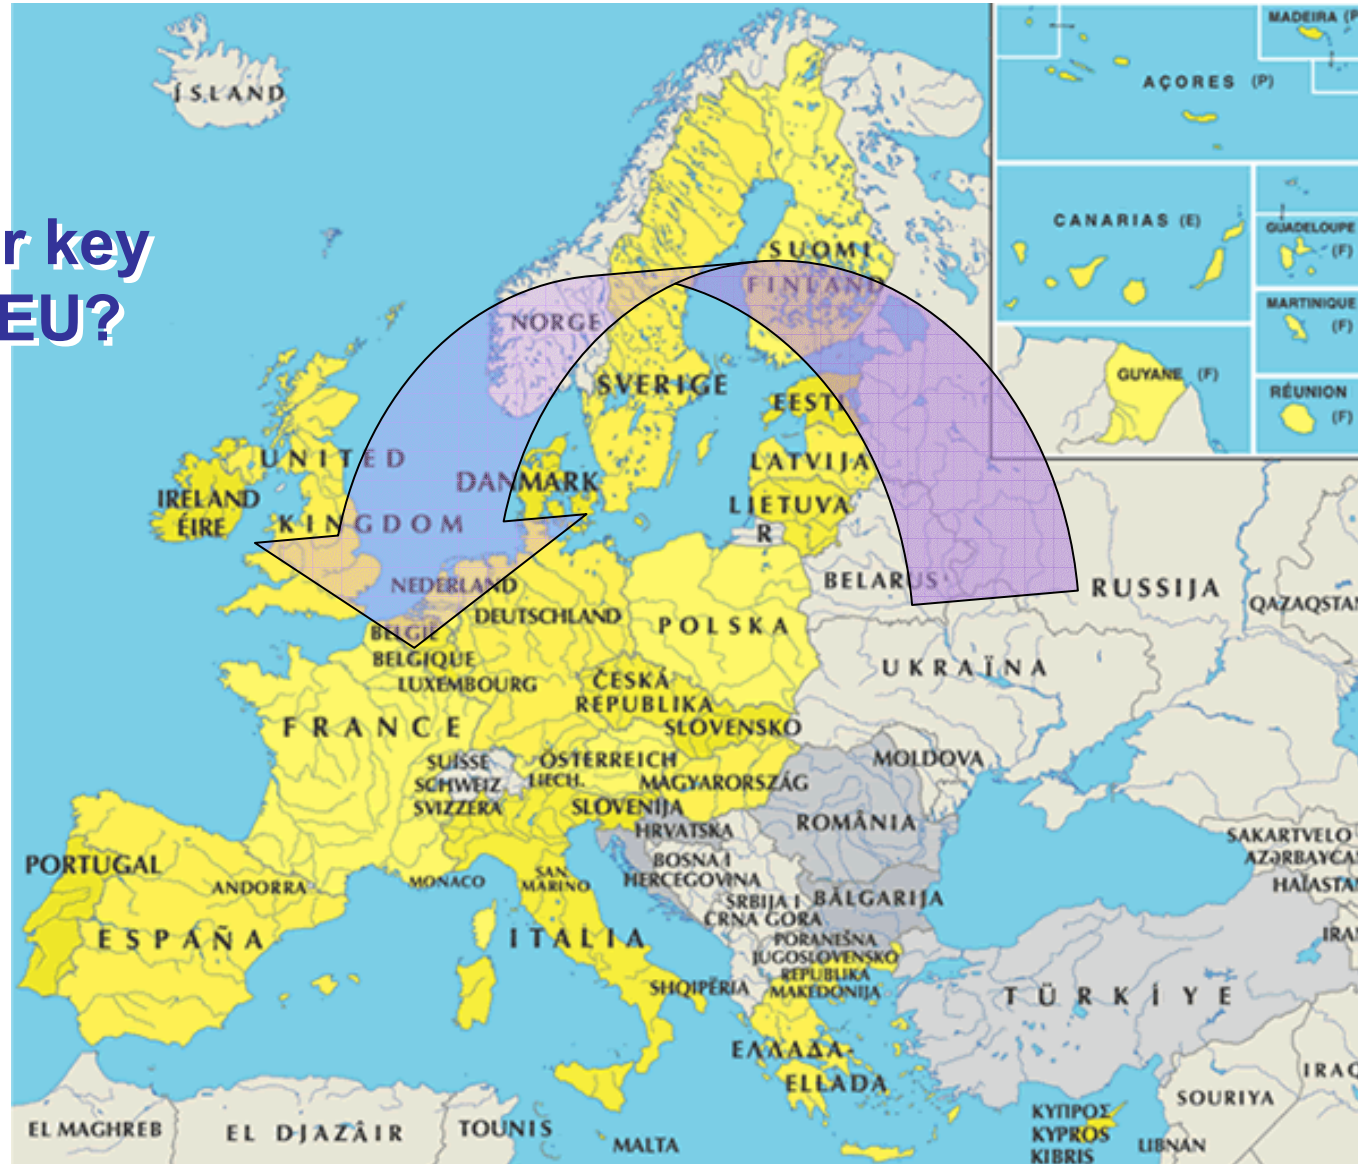 r key
EU?
ÍSLAND
MADEIRA (P
AÇORES (P)
CANARIAS (E)
GUADELOUPE
(F)
MARTINIQUE
(F)
GUYANE (F)
RÉUNION
(F)
SUOMI
FINLAND
NORGE
SVERIGE
EESTI
UNITED
KINGDOM
DANMARK
LATVIJA
LIETUVA
R
IRELAND
ÉIRE
BELARUS
RUSSIJA
QAZAQSTAN
NEDERLAND
DEUTSCHLAND
POLSKA
BELGIË
BELGIQUE
LUXEMBOURG
UKRAÏNA
ČESKÁ
REPUBLIKA
SLOVENSKO
FRANCE
SUISSE
SCHWEIZ
SVIZZERA
ÖSTERREICH
LIECH.
MAGYARORSZÁG
MOLDOVA
SLOVENIJA
HRVATSKA
ROMÂNIA
SAKARTVELO
AZƏRBAYCA
HAÏASTAN
PORTUGAL
ANDORRA
MONACO
SAN
MARINO
BOSNA I
HERCEGOVINA
SRBIJA I
CRNA GORA
BĂLGARIJA
ESPAÑA
ITALIA
PORANEŠNA
JUGOSLOVENSKO
REPUBLIKA
MAKEDONIJA
IRAN
SHQIPËRIA
TÜRKİYE
ΕΛΛΑΔΑ-
ELLADA
IRAQ
SOURIYA
EL MAGHREB
EL DJAZÂIR
TOUNIS
MALTA
ΚΥΠΡΟΣ
KYPROS
KIBRIS
LIBNAN